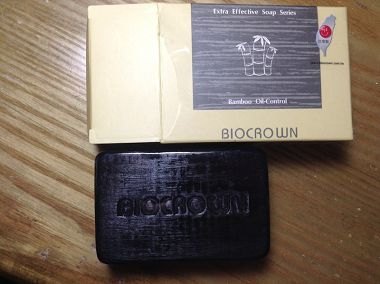 Extra Effective Soap Series
Bamboo Oil-Control
BIOCROWN
BIOCROWN